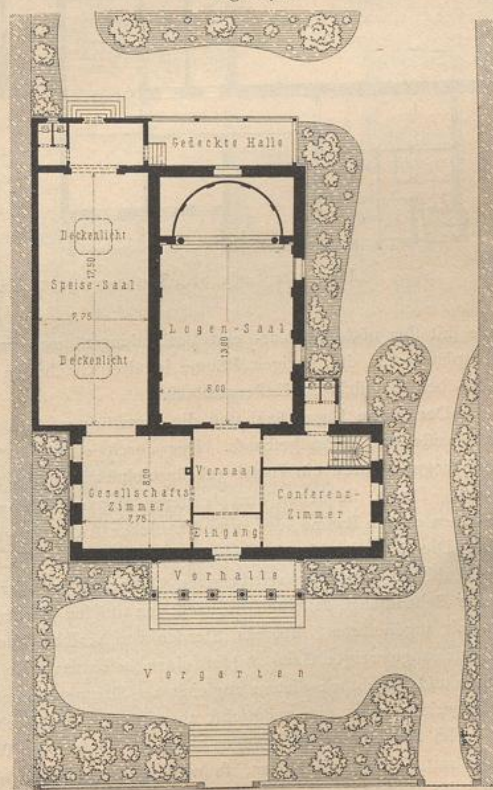 Gedeckte Halle
Deckenlicht
Speise-Saal
17,50
7,75
Deckenlicht
Logen-Saal
13,00
8,00
Gesellschafts
Zimmer
8,00
7,75
Vorsaal
Conferenz-
Zimmer
Eingang
Vorhalle
Vorgarten